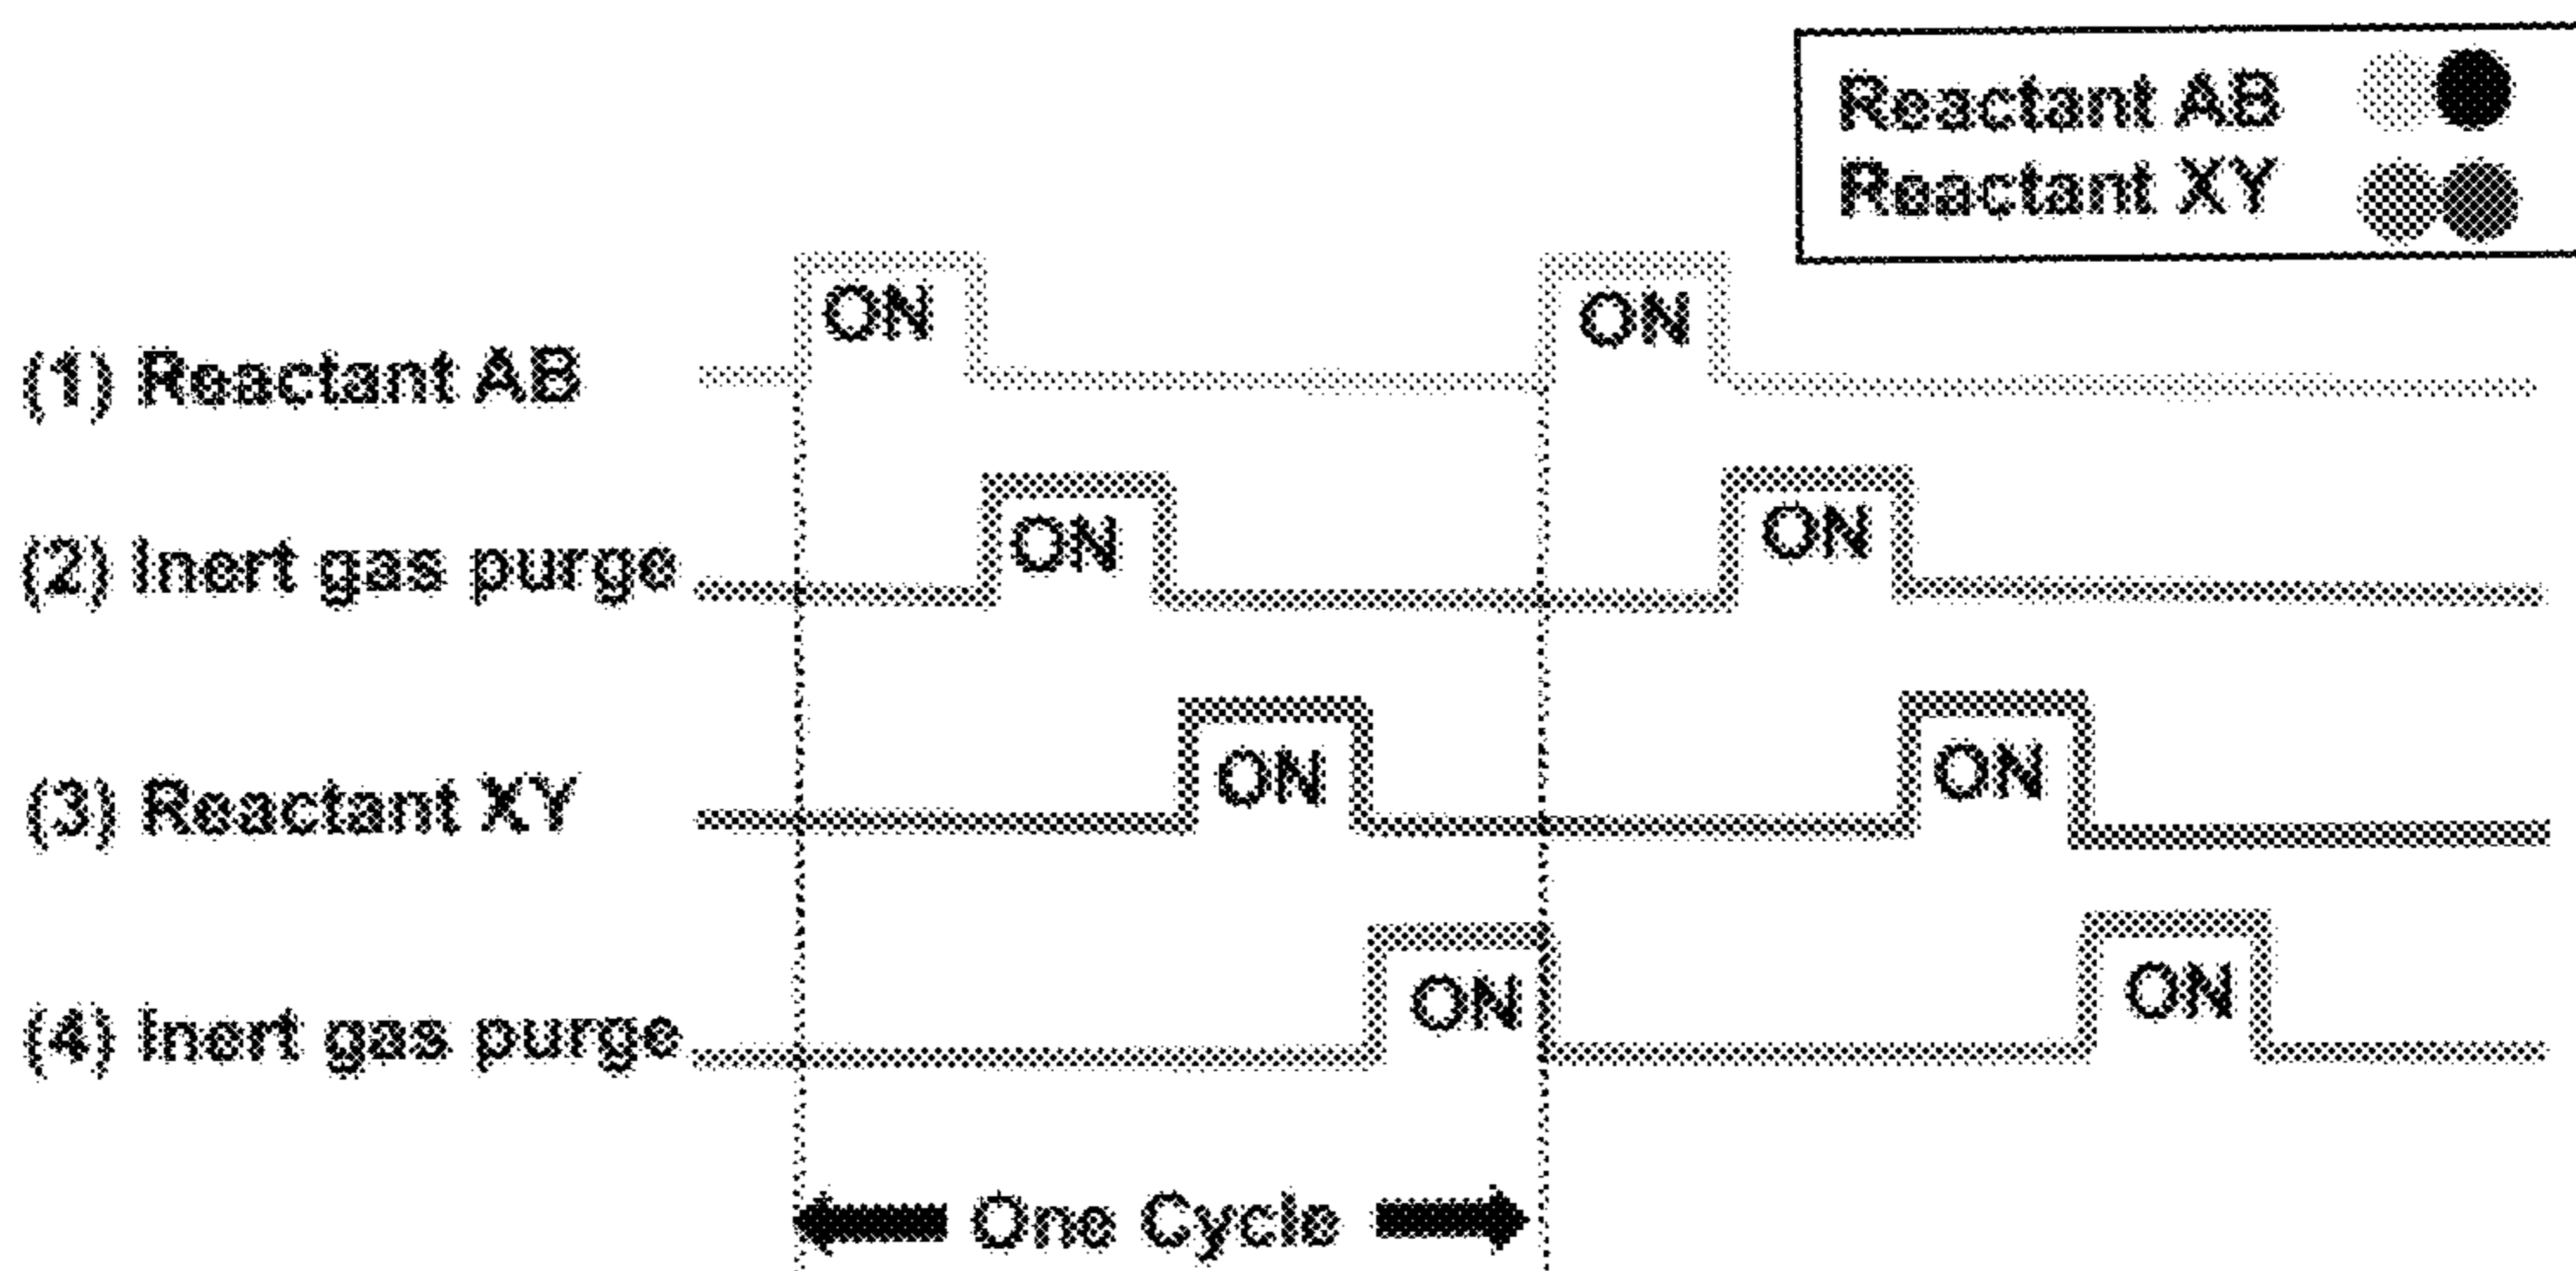 Reactant AB
Reactant XY
ON ON
(1) Reactant AB
ON ON
(2) Inert gas purge
ON ON
(3) Reactant XY
ON ON
(4) Inert gas purge
One Cycle